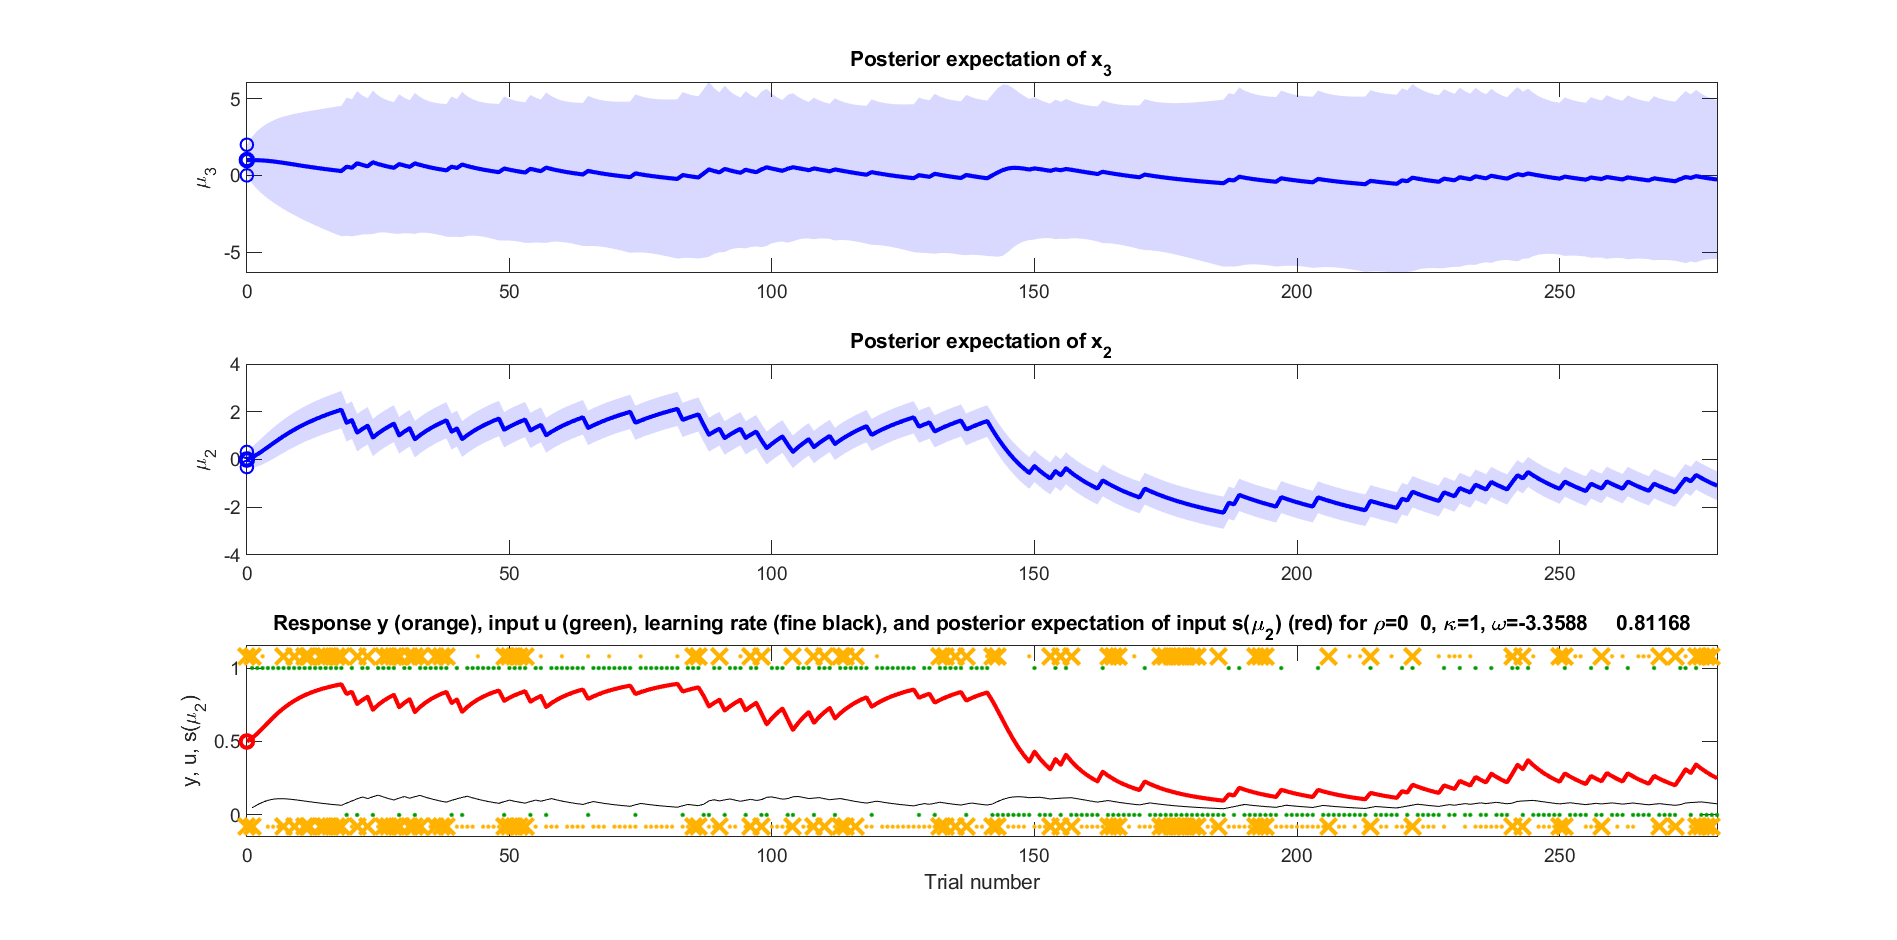 Posterior expectation of x3
5
0
-5
μ3
0 50 100 150 200 250
Posterior expectation of x2
4
2
0
-2
-4
μ2
0 50 100 150 200 250
Response y (orange), input u (green), learning rate (fine black), and posterior expectation of input s(μ2) (red) for ρ=0 0, κ=1, ω=-3.3588 0.81168
1
0.5
0
y, u, s(μ2)
0 50 100 150 200 250
Trial number